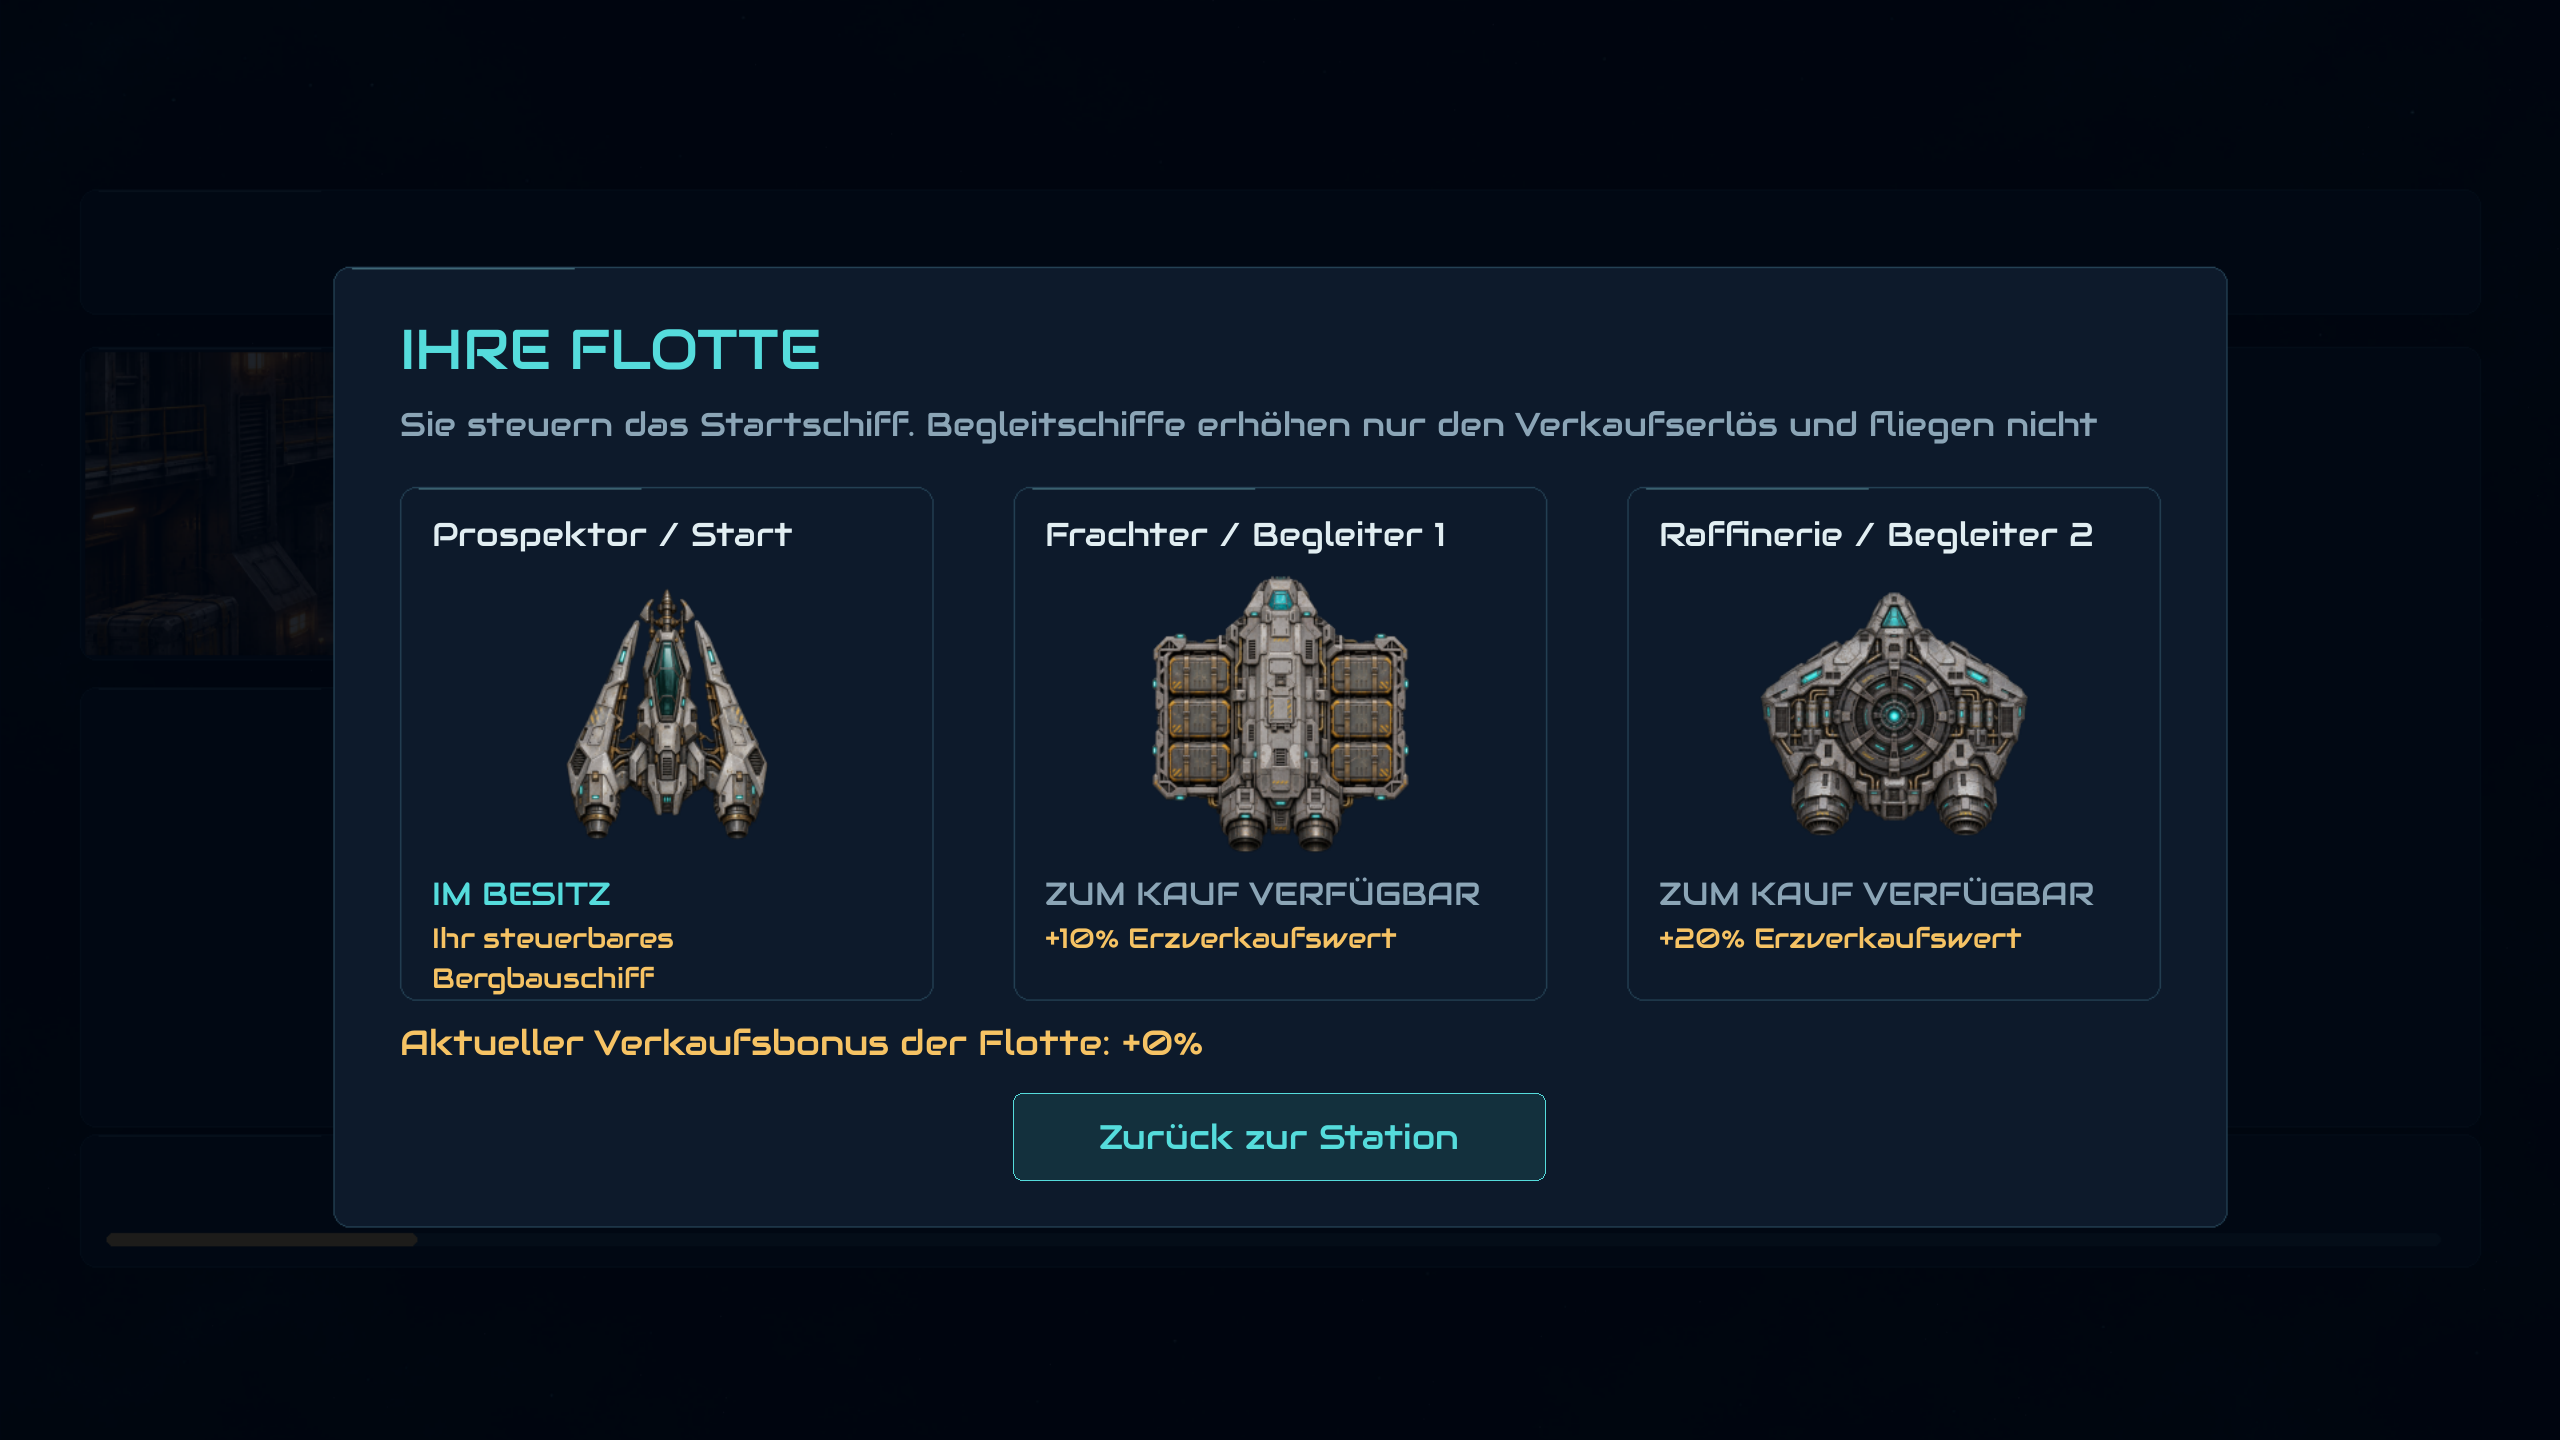 IHRE FLOTTE
Sie steuern das Startschiff. Begleitschiffe erhöhen nur den Verkaufserlös und fliegen nicht
Prospektor / Start
IM BESITZ
Ihr steuerbares
Bergbauschiff
Frachter / Begleiter 1
ZUM KAUF VERFÜGBAR
+10% Erzverkaufswert
Raffinerie / Begleiter 2
ZUM KAUF VERFÜGBAR
+20% Erzverkaufswert
Aktueller Verkaufsbonus der Flotte: +0%
Zurück zur Station